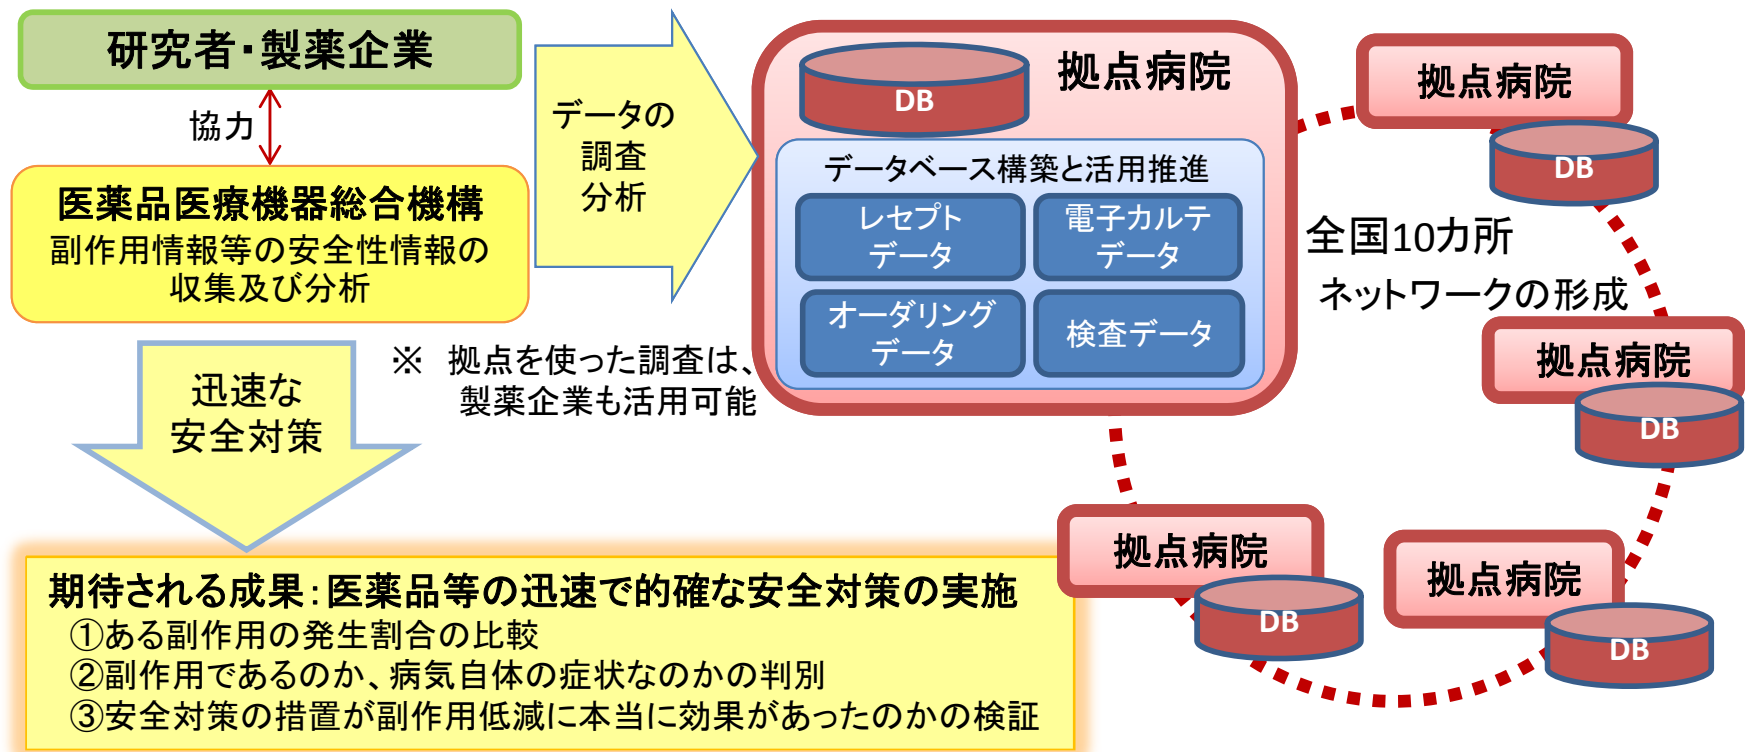 研究者・製薬企業
協力
医薬品医療機器総合機構
副作用情報等の安全性情報の
収集及び分析
データの
調査
分析
拠点病院
DB
データベース構築と活用推進
レセプト
データ
電子カルテ
データ
オーダリング
データ
検査データ
※　拠点を使った調査は、
製薬企業も活用可能
迅速な
安全対策
全国10カ所
ネットワークの形成
拠点病院
DB
拠点病院
DB
拠点病院
DB
拠点病院
DB
期待される成果：医薬品等の迅速で的確な安全対策の実施
①ある副作用の発生割合の比較
②副作用であるのか、病気自体の症状なのかの判別
③安全対策の措置が副作用低減に本当に効果があったのかの検証